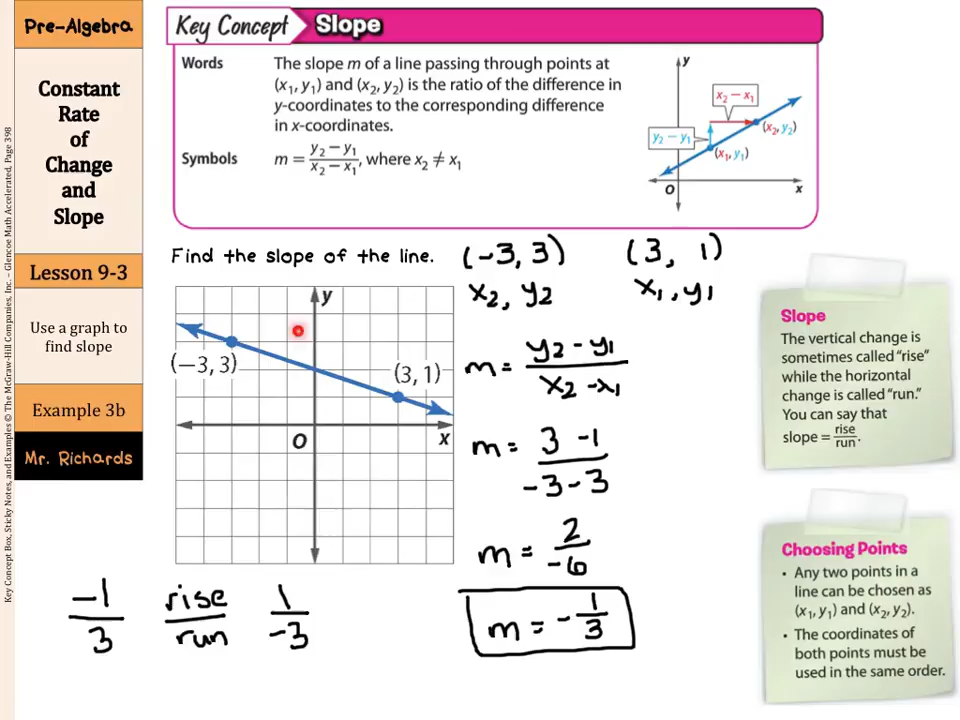 Pre-Algebra
Constant
Rate
of
Change
and
Slope
Lesson 9-3
Use a graph to
find slope
Example 3b
Mr. Richards
Key Concept Box, Sticky Notes, and Examples © The McGraw-Hill Companies, Inc. – Glencoe Math Accelerated, Page 398
Key Concept Slope
Words
The slope m of a line passing through points at
(x₁, y₁) and (x₂, y₂) is the ratio of the difference in
y-coordinates to the corresponding difference
in x-coordinates.
Symbols
m = y₂ – y₁ / x₂ – x₁, where x₂ ≠ x₁
y
x₂ – x₁
y₂ – y₁
(x₂, y₂)
(x₁, y₁)
O
x
Find the slope of the line.
y
(–3, 3)
(3, 1)
O
x
(-3, 3) (3, 1)
x₂, y₂ x₁, y₁
m = y₂ - y₁ / x₂ - x₁
m = 3 - 1 / -3 - 3
m = 2 / -6
m = - 1/3
-1/3 rise/run 1/-3
Slope
The vertical change is
sometimes called “rise”
while the horizontal
change is called “run.”
You can say that
slope = rise/run.
Choosing Points
• Any two points in a
line can be chosen as
(x₁, y₁) and (x₂, y₂).
• The coordinates of
both points must be
used in the same order.